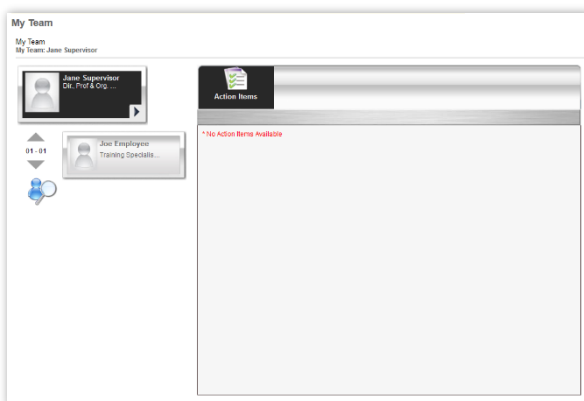 My Team
My Team
My Team: Jane Supervisor
Jane Supervisor
Dir., Prof & Org. ...
Action Items
01 - 01
Joe Employee
Training Specialis...
* No Action Items Available